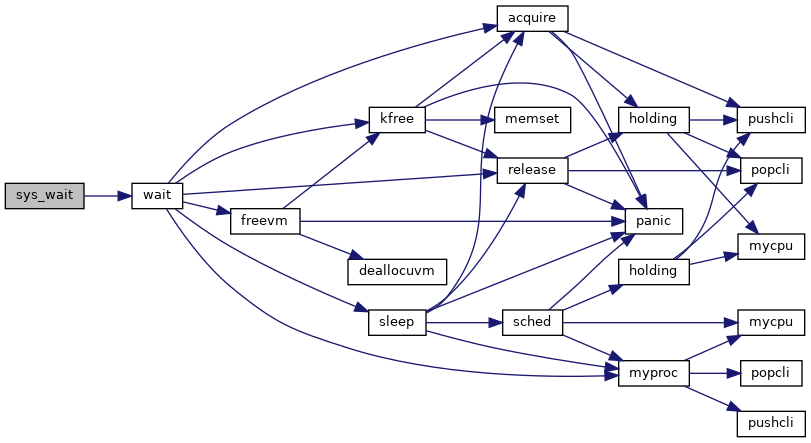 acquire
kfree
memset
holding
pushcli
release
popcli
sys_wait
wait
freevm
panic
mycpu
deallocuvm
holding
sleep
sched
mycpu
myproc
popcli
pushcli